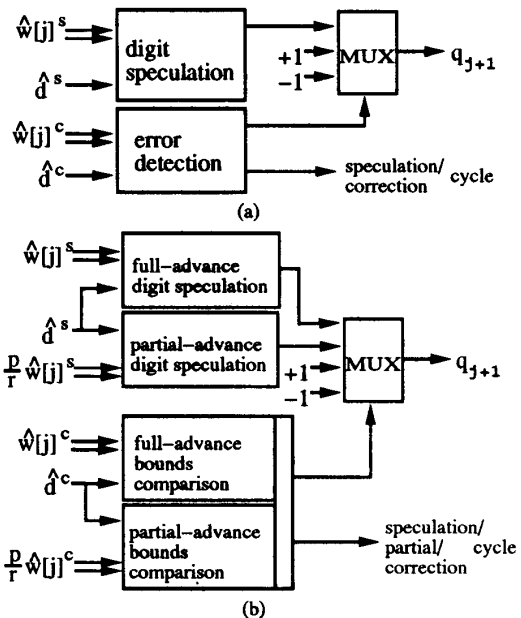 ŵ[j]ˢ
d̂ˢ
digit
speculation
+1
−1
MUX
q_{j+1}
ŵ[j]ᶜ
d̂ᶜ
error
detection
speculation/ cycle
correction
(a)
ŵ[j]ˢ
full−advance
digit speculation
d̂ˢ
partial−advance
digit speculation
p/r ŵ[j]ˢ
+1
−1
MUX
q_{j+1}
ŵ[j]ᶜ
full−advance
bounds
comparison
d̂ᶜ
partial−advance
bounds
comparison
p/r ŵ[j]ᶜ
speculation/
partial/ cycle
correction
(b)